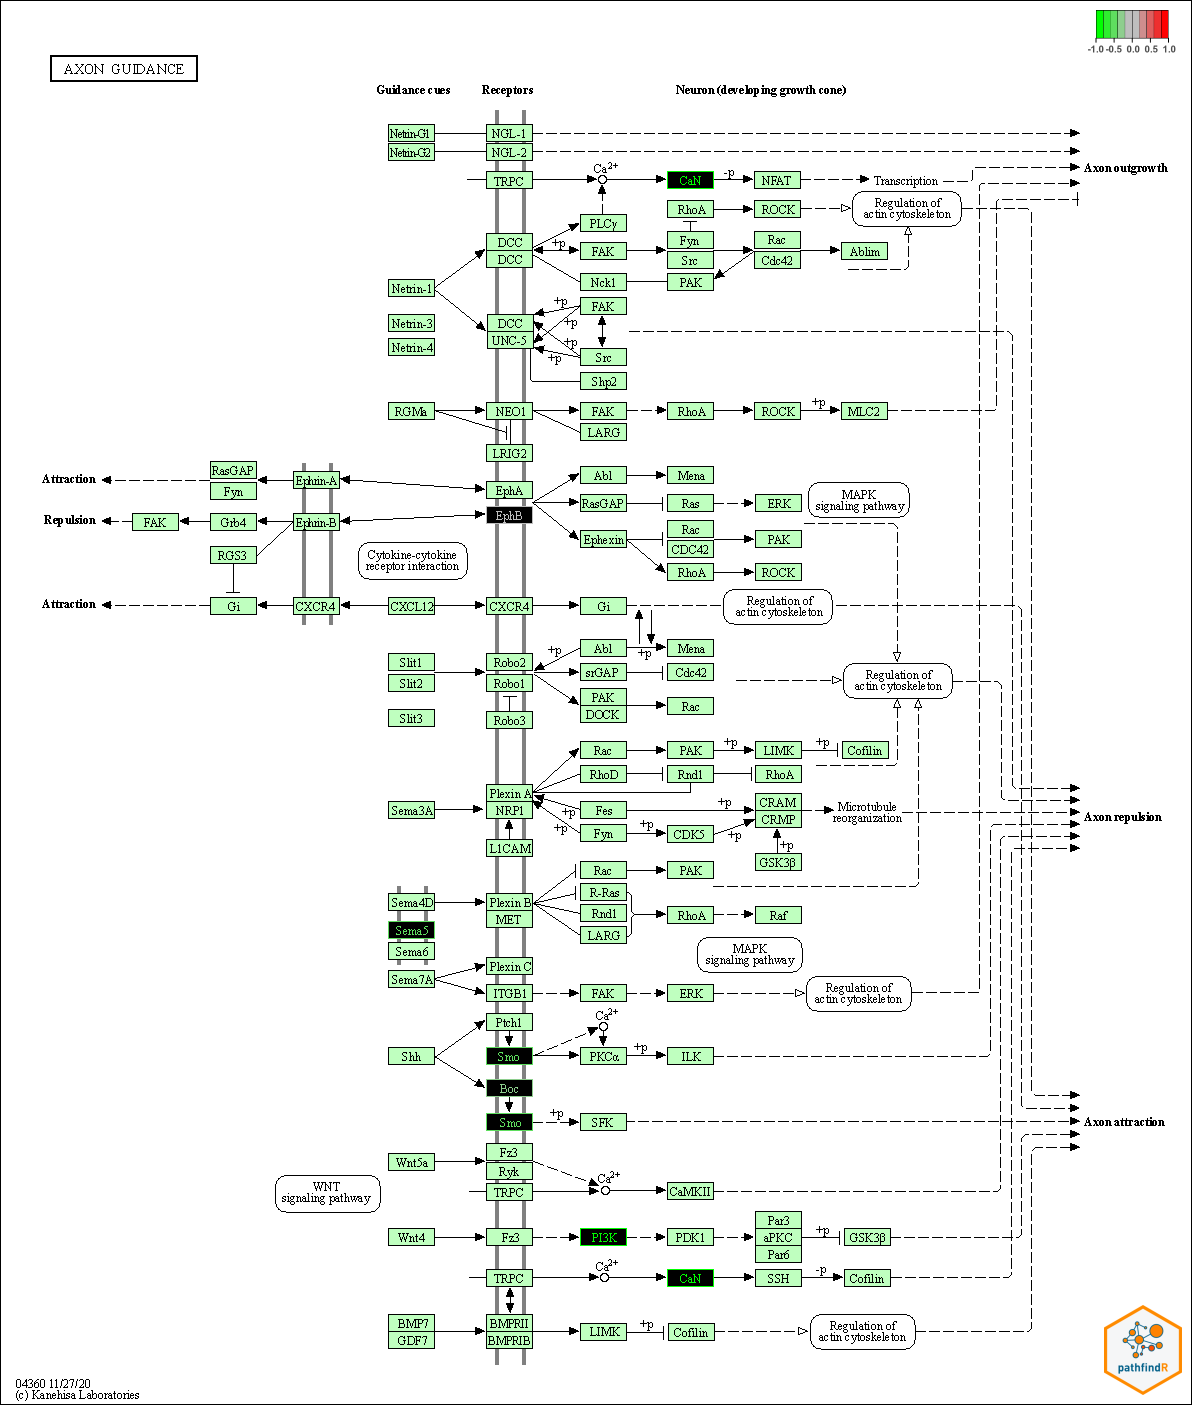 -1.0 -0.5 0.0 0.5 1.0
AXON GUIDANCE
Guidance cues Receptors Neuron (developing growth cone)
Netrin-G1 NGL-1
Netrin-G2 NGL-2
Axon outgrowth
Ca2+
TRPC CaN -p NFAT Transcription
RhoA ROCK Regulation of
actin cytoskeleton
PLCγ
DCC +p FAK Fyn Rac Ablim
DCC Src Cdc42
Netrin-1 Nck1 PAK
+p FAK
Netrin-3 DCC +p
UNC-5 +p
Netrin-4 +p Src
Shp2
RGMa NEO1 FAK RhoA ROCK +p MLC2
LARG
LRIG2
Attraction RasGAP Ephrin-A EphA Abl Mena
Fyn
MAPK
signaling pathway
RasGAP Ras ERK
Repulsion FAK Grb4 Ephrin-B EphB
Ephexin Rac PAK
CDC42
RGS3 Cytokine-cytokine
receptor interaction
RhoA ROCK
Attraction Gi CXCR4 CXCL12 CXCR4 Gi Regulation of
actin cytoskeleton
+p Abl +p Mena
Slit1 Robo2 srGAP Cdc42
Slit2 Robo1 Regulation of
actin cytoskeleton
PAK Rac
DOCK
Slit3 Robo3
Rac PAK +p LIMK +p Cofilin
RhoD Rnd1 RhoA
Plexin A
Sema3A NRP1 +p Fes +p CRAM Microtubule
reorganization
CRMP
Axon repulsion
+p Fyn +p CDK5 +p
L1CAM +p
GSK3β
Rac PAK
Sema4D Plexin B R-Ras
MET Rnd1 RhoA Raf
Sema5 LARG
Sema6 MAPK
signaling pathway
Plexin C
Sema7A ITGB1 FAK ERK Regulation of
actin cytoskeleton
Ptch1 Ca2+
Shh Smo PKCα +p ILK
Boc
Smo +p SFK Axon attraction
Wnt5a Fz3
Ryk Ca2+
WNT
signaling pathway
TRPC CaMKII
Wnt4 Fz3 PI3K PDK1 Par3 +p GSK3β
aPKC
Par6
TRPC Ca2+ CaN SSH -p Cofilin
BMP7 BMPRII LIMK +p Cofilin Regulation of
actin cytoskeleton
GDF7 BMPRIB
pathfindR
04360 11/27/20
(c) Kanehisa Laboratories